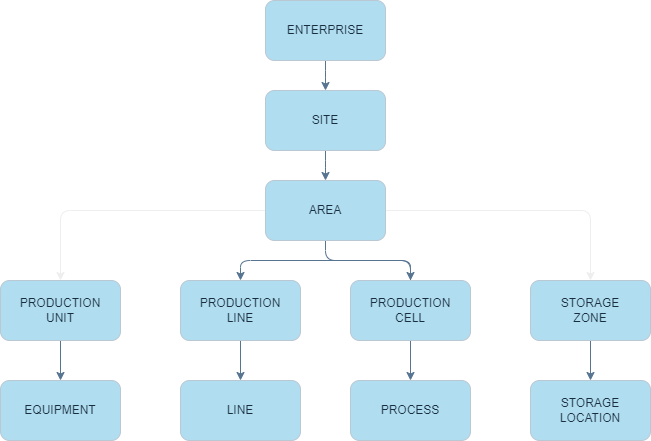 ENTERPRISE
SITE
AREA
PRODUCTION
UNIT
PRODUCTION
LINE
PRODUCTION
CELL
STORAGE
ZONE
EQUIPMENT
LINE
PROCESS
STORAGE
LOCATION